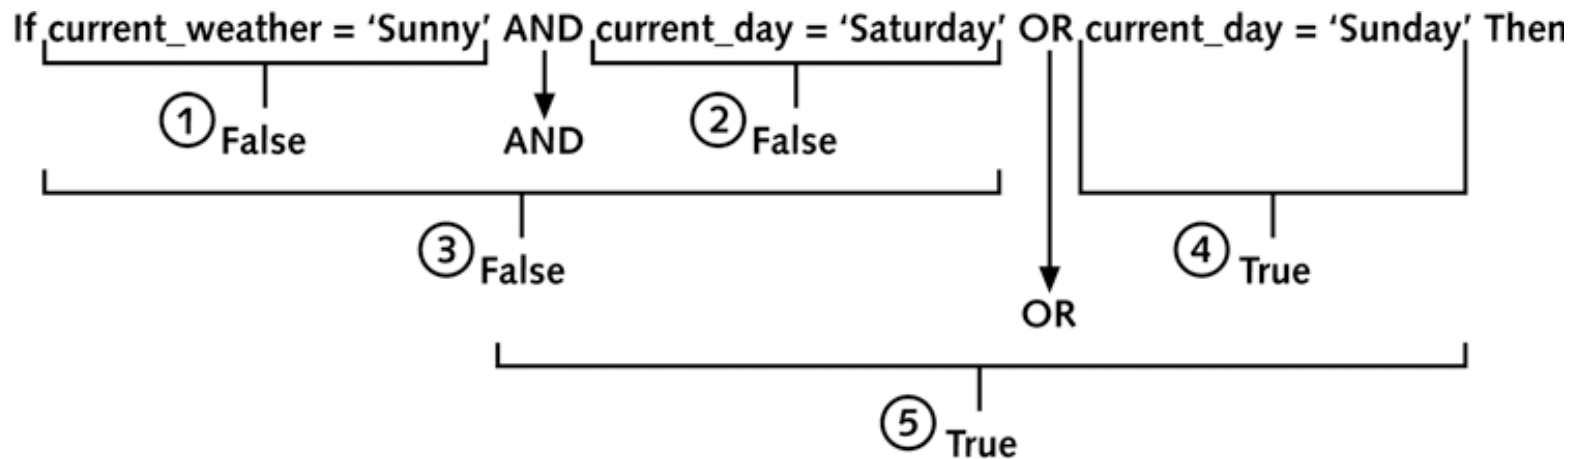 If current_weather = ‘Sunny’ AND current_day = ‘Saturday’ OR current_day = ‘Sunday’ Then
1 False AND 2 False
3 False 4 True
OR
5 True